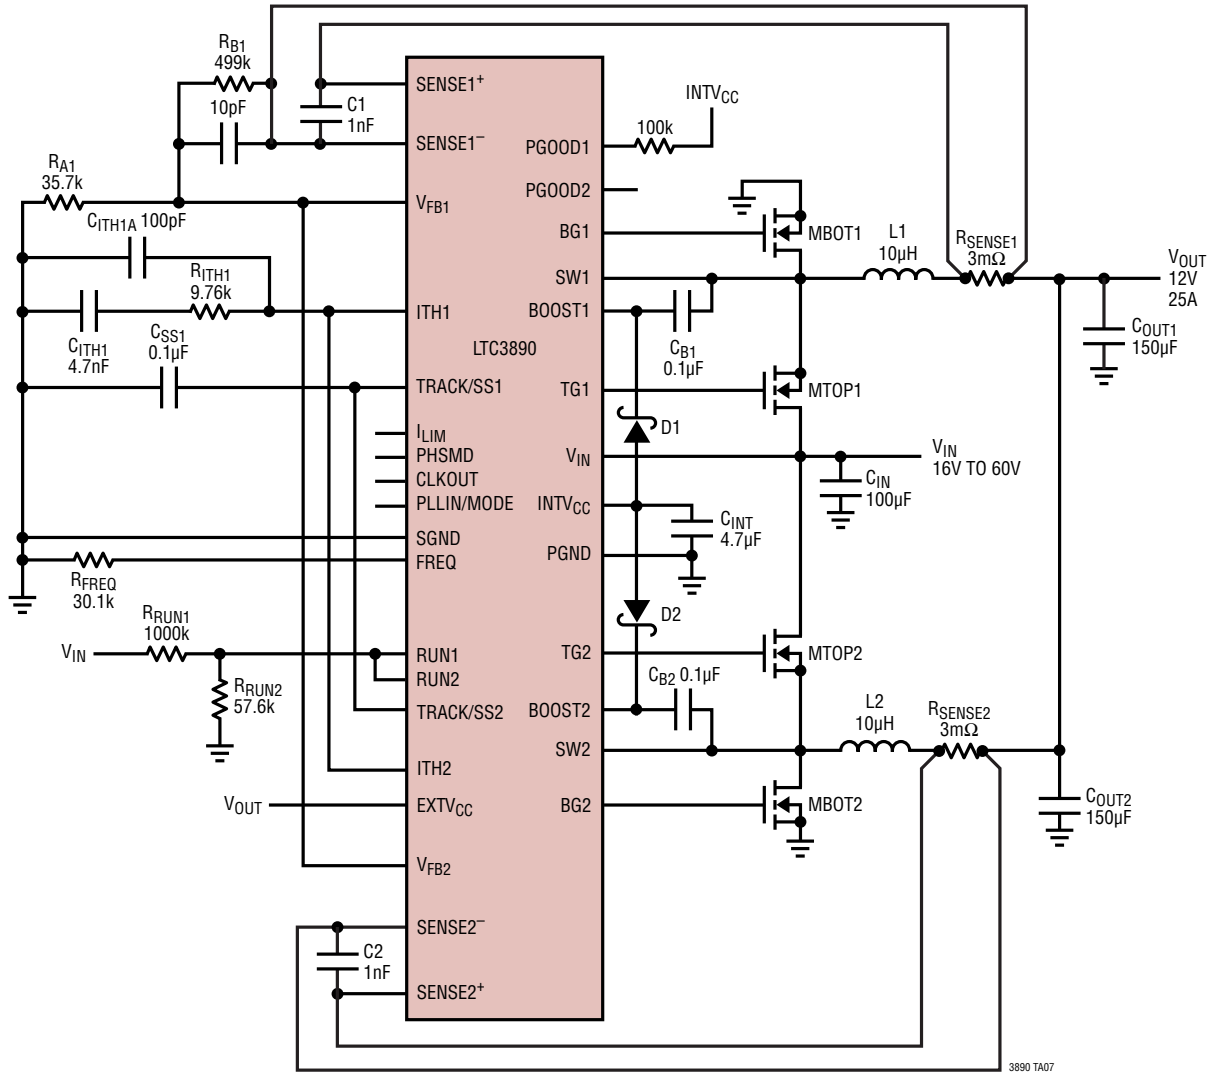 RB1
499k
10pF
C1
1nF
RA1
35.7k
CITH1A 100pF
RITH1
9.76k
CITH1
4.7nF
CSS1
0.1µF
RFREQ
30.1k
VIN
RRUN1
1000k
RRUN2
57.6k
VOUT
C2
1nF
SENSE1+
SENSE1–
VFB1
ITH1
LTC3890
TRACK/SS1
ILIM
PHSMD
CLKOUT
PLLIN/MODE
SGND
FREQ
RUN1
RUN2
TRACK/SS2
ITH2
EXTVCC
VFB2
SENSE2–
SENSE2+
PGOOD1
PGOOD2
BG1
SW1
BOOST1
TG1
VIN
INTVCC
PGND
TG2
BOOST2
SW2
BG2
100k
INTVCC
MBOT1
L1
10µH
RSENSE1
3mΩ
VOUT
12V
25A
COUT1
150µF
CB1
0.1µF
MTOP1
D1
VIN
16V TO 60V
CIN
100µF
CINT
4.7µF
D2
MTOP2
CB2 0.1µF
L2
10µH
RSENSE2
3mΩ
MBOT2
COUT2
150µF
3890 TA07